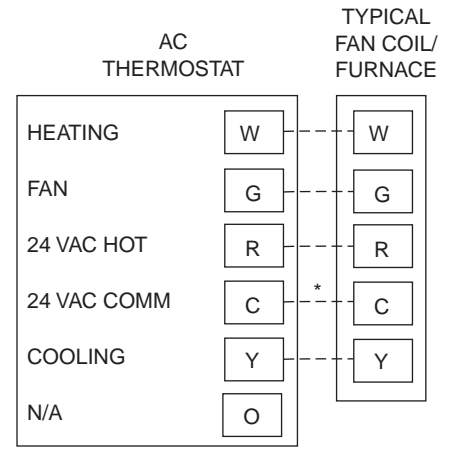 AC
THERMOSTAT
TYPICAL
FAN COIL/
FURNACE
HEATING W W
FAN G G
24 VAC HOT R R
24 VAC COMM C * C
COOLING Y Y
N/A O